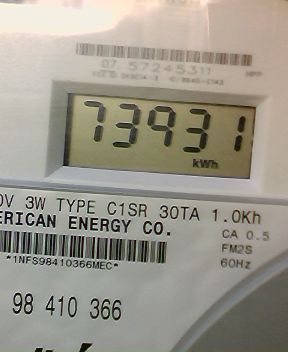 07 57245311
73931
kWh
0V 3W TYPE C1SR 30TA 1.0Kh
ERICAN ENERGY CO.
CA 0.5
FM2S
*1NFS98410366MEC*
60Hz
98 410 366